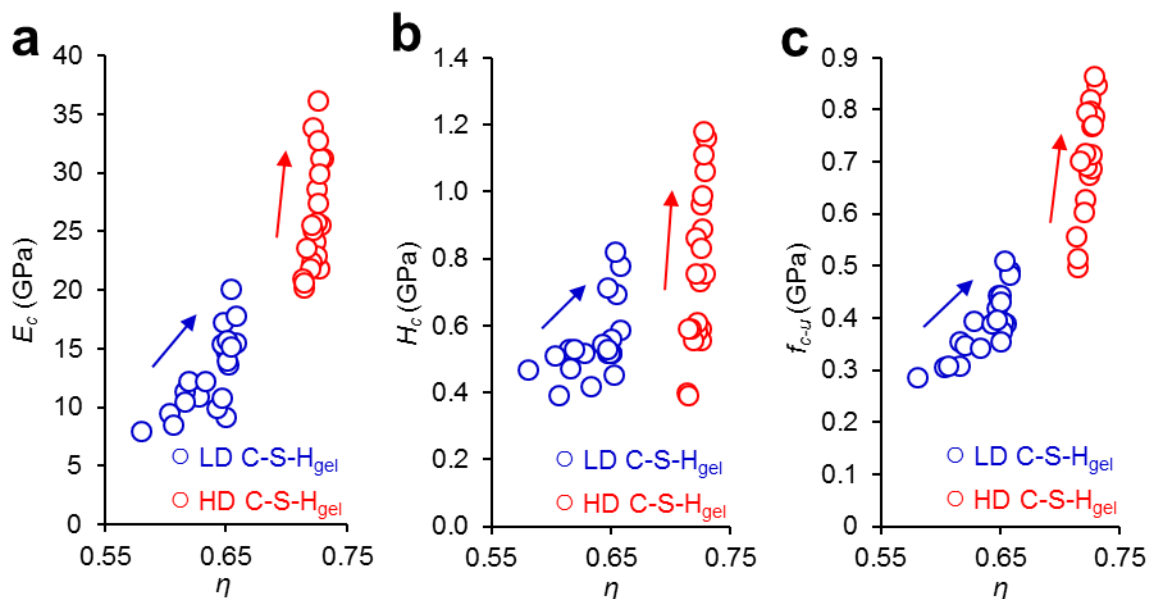 a
40
35
30
25
20
15
10
5
0
E_c (GPa)
LD C-S-H_gel
HD C-S-H_gel
0.55 0.65 0.75
η
b
1.4
1.2
1.0
0.8
0.6
0.4
0.2
0.0
H_c (GPa)
LD C-S-H_gel
HD C-S-H_gel
0.55 0.65 0.75
η
c
0.9
0.8
0.7
0.6
0.5
0.4
0.3
0.2
0.1
0
f_c-u (GPa)
LD C-S-H_gel
HD C-S-H_gel
0.55 0.65 0.75
η